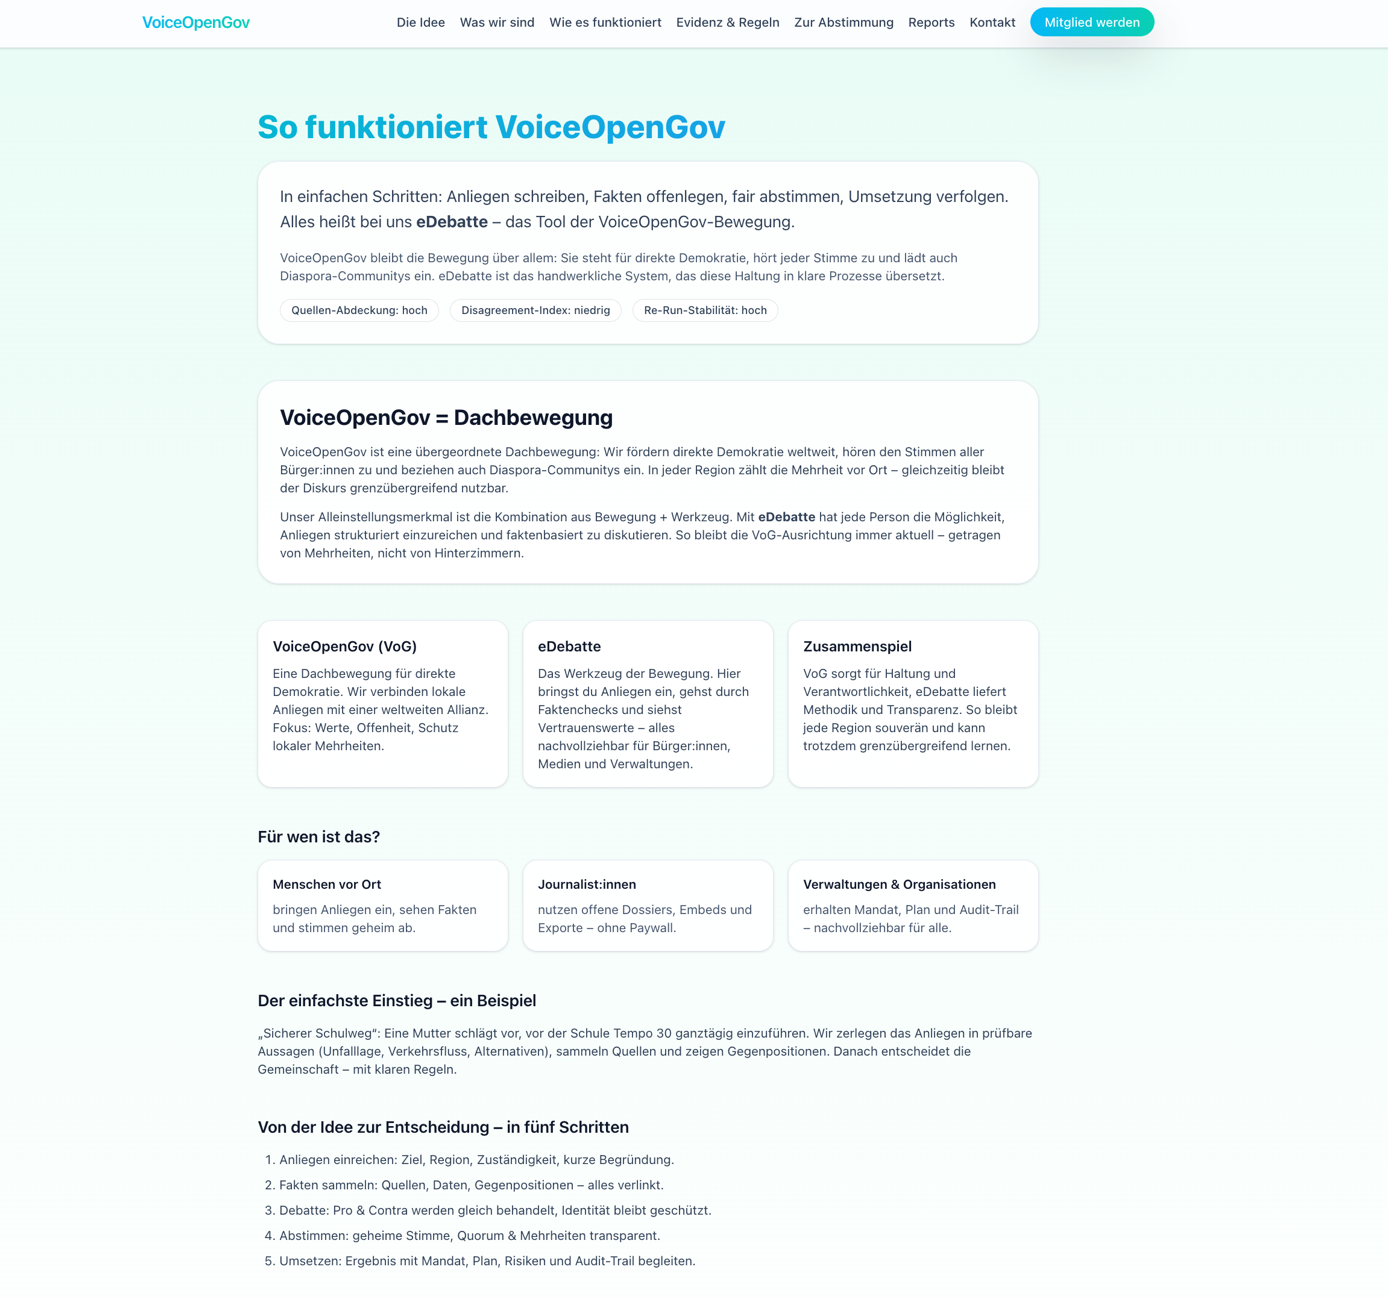 VoiceOpenGov
Die Idee
Was wir sind
Wie es funktioniert
Evidenz & Regeln
Zur Abstimmung
Reports
Kontakt
Mitglied werden
So funktioniert VoiceOpenGov
In einfachen Schritten: Anliegen schreiben, Fakten offenlegen, fair abstimmen, Umsetzung verfolgen.
Alles heißt bei uns eDebatte – das Tool der VoiceOpenGov-Bewegung.
VoiceOpenGov bleibt die Bewegung über allem: Sie steht für direkte Demokratie, hört jeder Stimme zu und lädt auch
Diaspora-Communitys ein. eDebatte ist das handwerkliche System, das diese Haltung in klare Prozesse übersetzt.
Quellen-Abdeckung: hoch
Disagreement-Index: niedrig
Re-Run-Stabilität: hoch
VoiceOpenGov = Dachbewegung
VoiceOpenGov ist eine übergeordnete Dachbewegung: Wir fördern direkte Demokratie weltweit, hören den Stimmen aller
Bürger:innen zu und beziehen auch Diaspora-Communitys ein. In jeder Region zählt die Mehrheit vor Ort – gleichzeitig bleibt
der Diskurs grenzübergreifend nutzbar.
Unser Alleinstellungsmerkmal ist die Kombination aus Bewegung + Werkzeug. Mit eDebatte hat jede Person die Möglichkeit,
Anliegen strukturiert einzureichen und faktenbasiert zu diskutieren. So bleibt die VoG-Ausrichtung immer aktuell – getragen
von Mehrheiten, nicht von Hinterzimmern.
VoiceOpenGov (VoG)
Eine Dachbewegung für direkte
Demokratie. Wir verbinden lokale
Anliegen mit einer weltweiten Allianz.
Fokus: Werte, Offenheit, Schutz
lokaler Mehrheiten.
eDebatte
Das Werkzeug der Bewegung. Hier
bringst du Anliegen ein, gehst durch
Faktenchecks und siehst
Vertrauenswerte – alles
nachvollziehbar für Bürger:innen,
Medien und Verwaltungen.
Zusammenspiel
VoG sorgt für Haltung und
Verantwortlichkeit, eDebatte liefert
Methodik und Transparenz. So bleibt
jede Region souverän und kann
trotzdem grenzübergreifend lernen.
Für wen ist das?
Menschen vor Ort
bringen Anliegen ein, sehen Fakten
und stimmen geheim ab.
Journalist:innen
nutzen offene Dossiers, Embeds und
Exporte – ohne Paywall.
Verwaltungen & Organisationen
erhalten Mandat, Plan und Audit-Trail
– nachvollziehbar für alle.
Der einfachste Einstieg – ein Beispiel
„Sicherer Schulweg“: Eine Mutter schlägt vor, vor der Schule Tempo 30 ganztägig einzuführen. Wir zerlegen das Anliegen in prüfbare
Aussagen (Unfalllage, Verkehrsfluss, Alternativen), sammeln Quellen und zeigen Gegenpositionen. Danach entscheidet die
Gemeinschaft – mit klaren Regeln.
Von der Idee zur Entscheidung – in fünf Schritten
1. Anliegen einreichen: Ziel, Region, Zuständigkeit, kurze Begründung.
2. Fakten sammeln: Quellen, Daten, Gegenpositionen – alles verlinkt.
3. Debatte: Pro & Contra werden gleich behandelt, Identität bleibt geschützt.
4. Abstimmen: geheime Stimme, Quorum & Mehrheiten transparent.
5. Umsetzen: Ergebnis mit Mandat, Plan, Risiken und Audit-Trail begleiten.